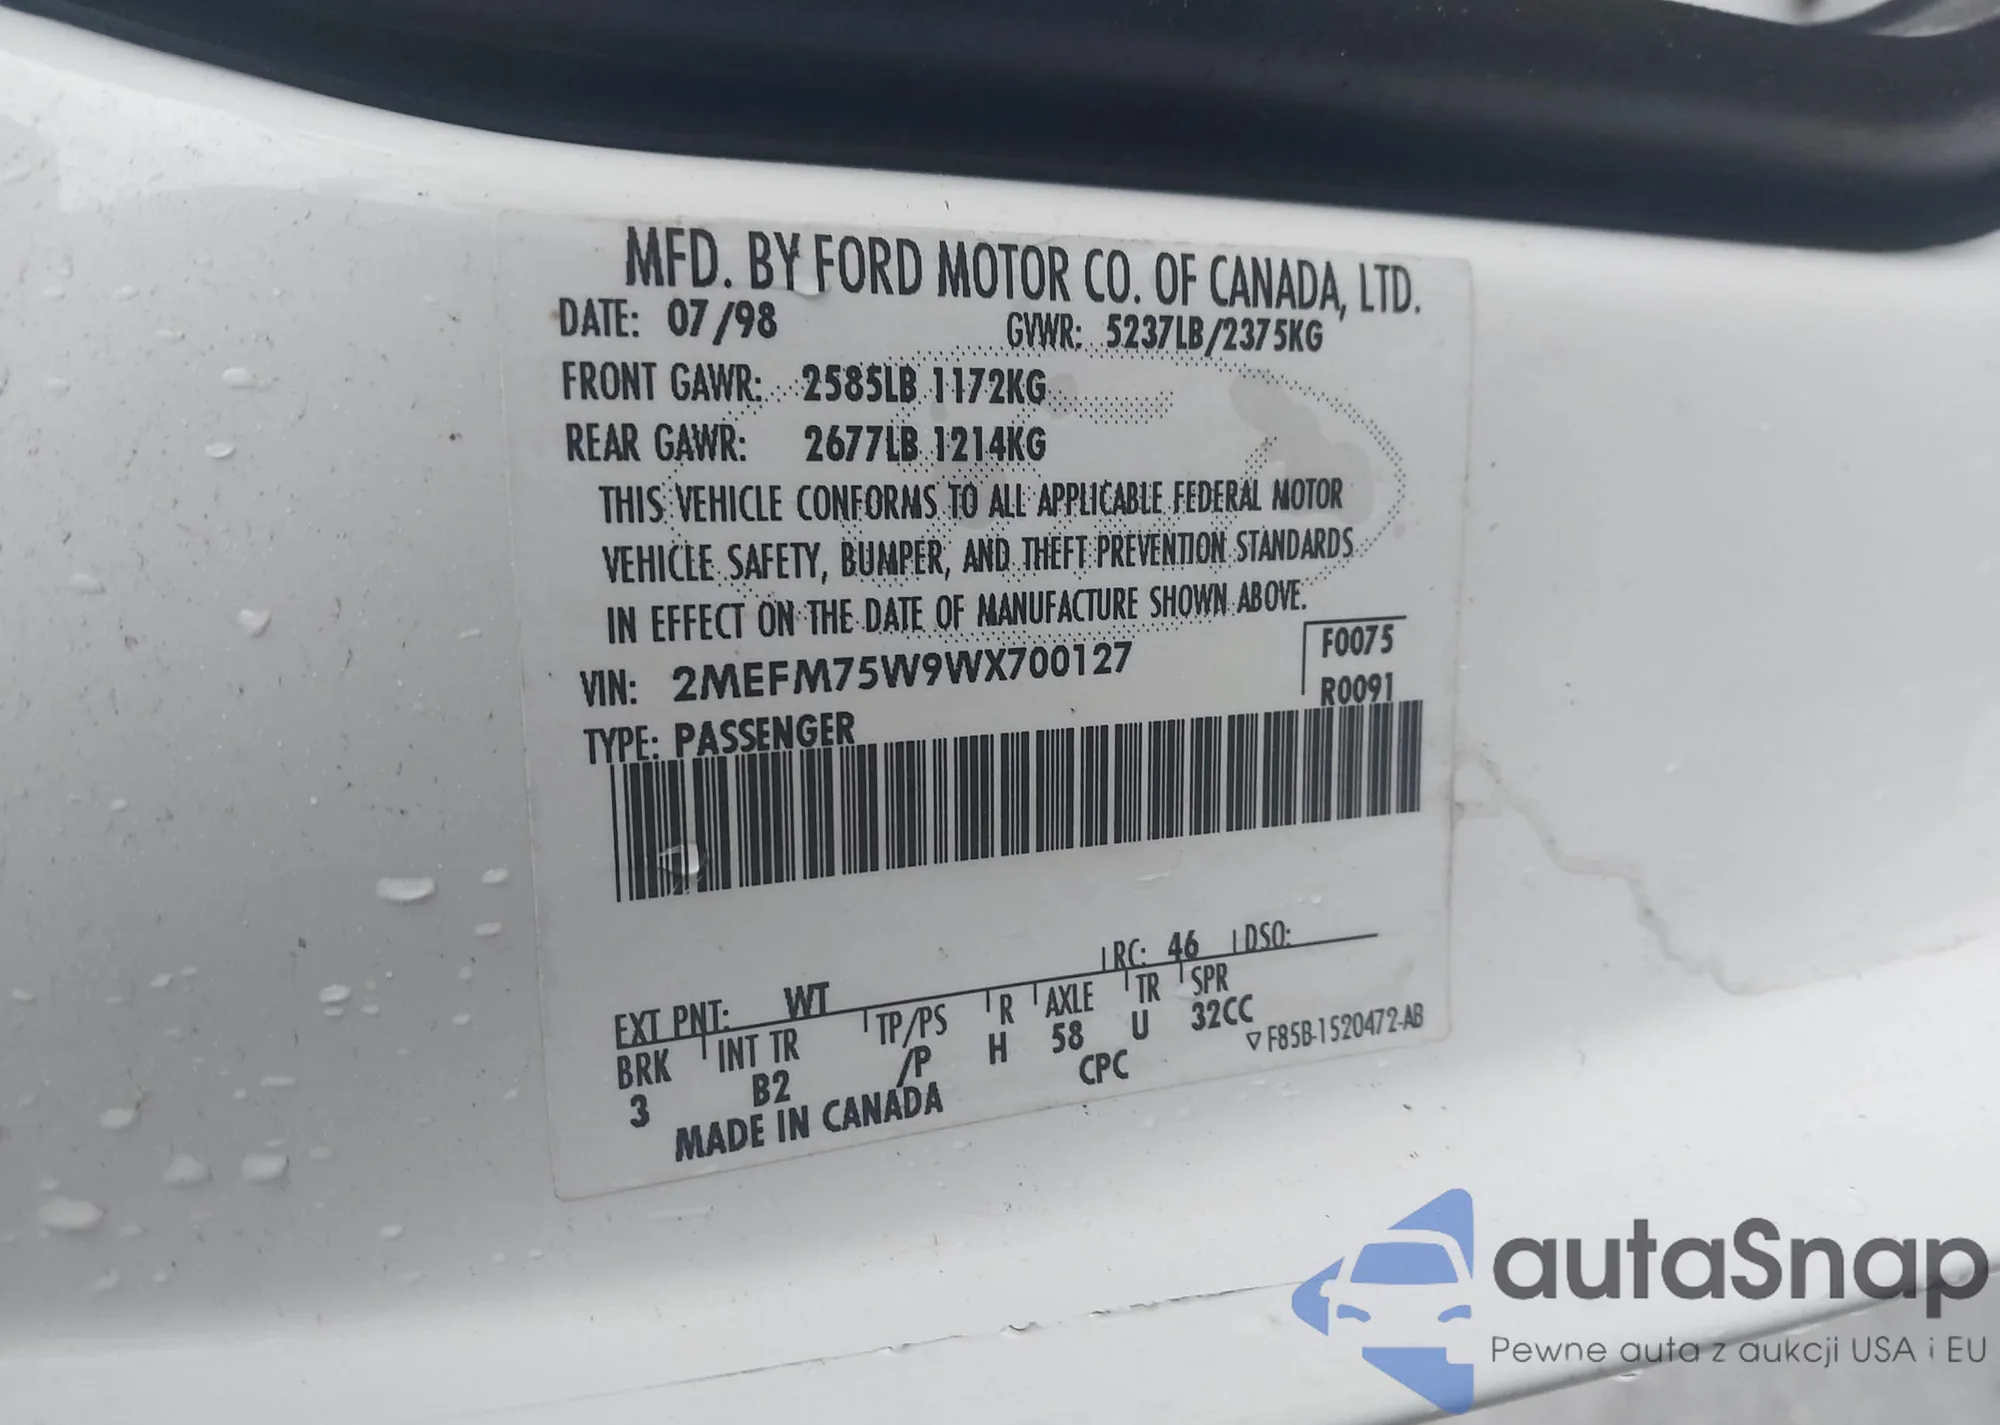 MFD. BY FORD MOTOR CO. OF CANADA, LTD.
DATE: 07/98 GVWR: 5237LB/2375KG
FRONT GAWR: 2585LB 1172KG
REAR GAWR: 2677LB 1214KG
THIS VEHICLE CONFORMS TO ALL APPLICABLE FEDERAL MOTOR
VEHICLE SAFETY, BUMPER, AND THEFT PREVENTION STANDARDS
IN EFFECT ON THE DATE OF MANUFACTURE SHOWN ABOVE.
VIN: 2MEFM75W9WX700127
F0075
R0091
TYPE: PASSENGER
EXT PNT: WT RC: 46 DSO:
BRK INT TR TP/PS R AXLE TR SPR
3 B2 /P H 58 U 32CC
MADE IN CANADA CPC ▽ F85B-1520472-AB
autaSnap
Pewne auta z aukcji USA i EU